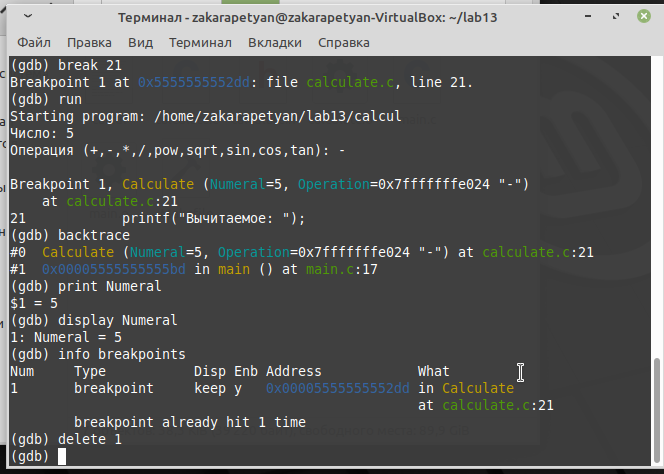 Терминал - zakarapetyan@zakarapetyan-VirtualBox: ~/lab13
Файл Правка Вид Терминал Вкладки Справка
(gdb) break 21
Breakpoint 1 at 0x5555555552dd: file calculate.c, line 21.
(gdb) run
Starting program: /home/zakarapetyan/lab13/calcul
Число: 5
Операция (+,-,*,/,pow,sqrt,sin,cos,tan): -
Breakpoint 1, Calculate (Numeral=5, Operation=0x7fffffffe024 "-")
at calculate.c:21
21 printf("Вычитаемое: ");
(gdb) backtrace
#0 Calculate (Numeral=5, Operation=0x7fffffffe024 "-") at calculate.c:21
#1 0x00005555555555bd in main () at main.c:17
(gdb) print Numeral
$1 = 5
(gdb) display Numeral
1: Numeral = 5
(gdb) info breakpoints
Num Type Disp Enb Address What
1 breakpoint keep y 0x00005555555552dd in Calculate
at calculate.c:21
breakpoint already hit 1 time
(gdb) delete 1
(gdb)